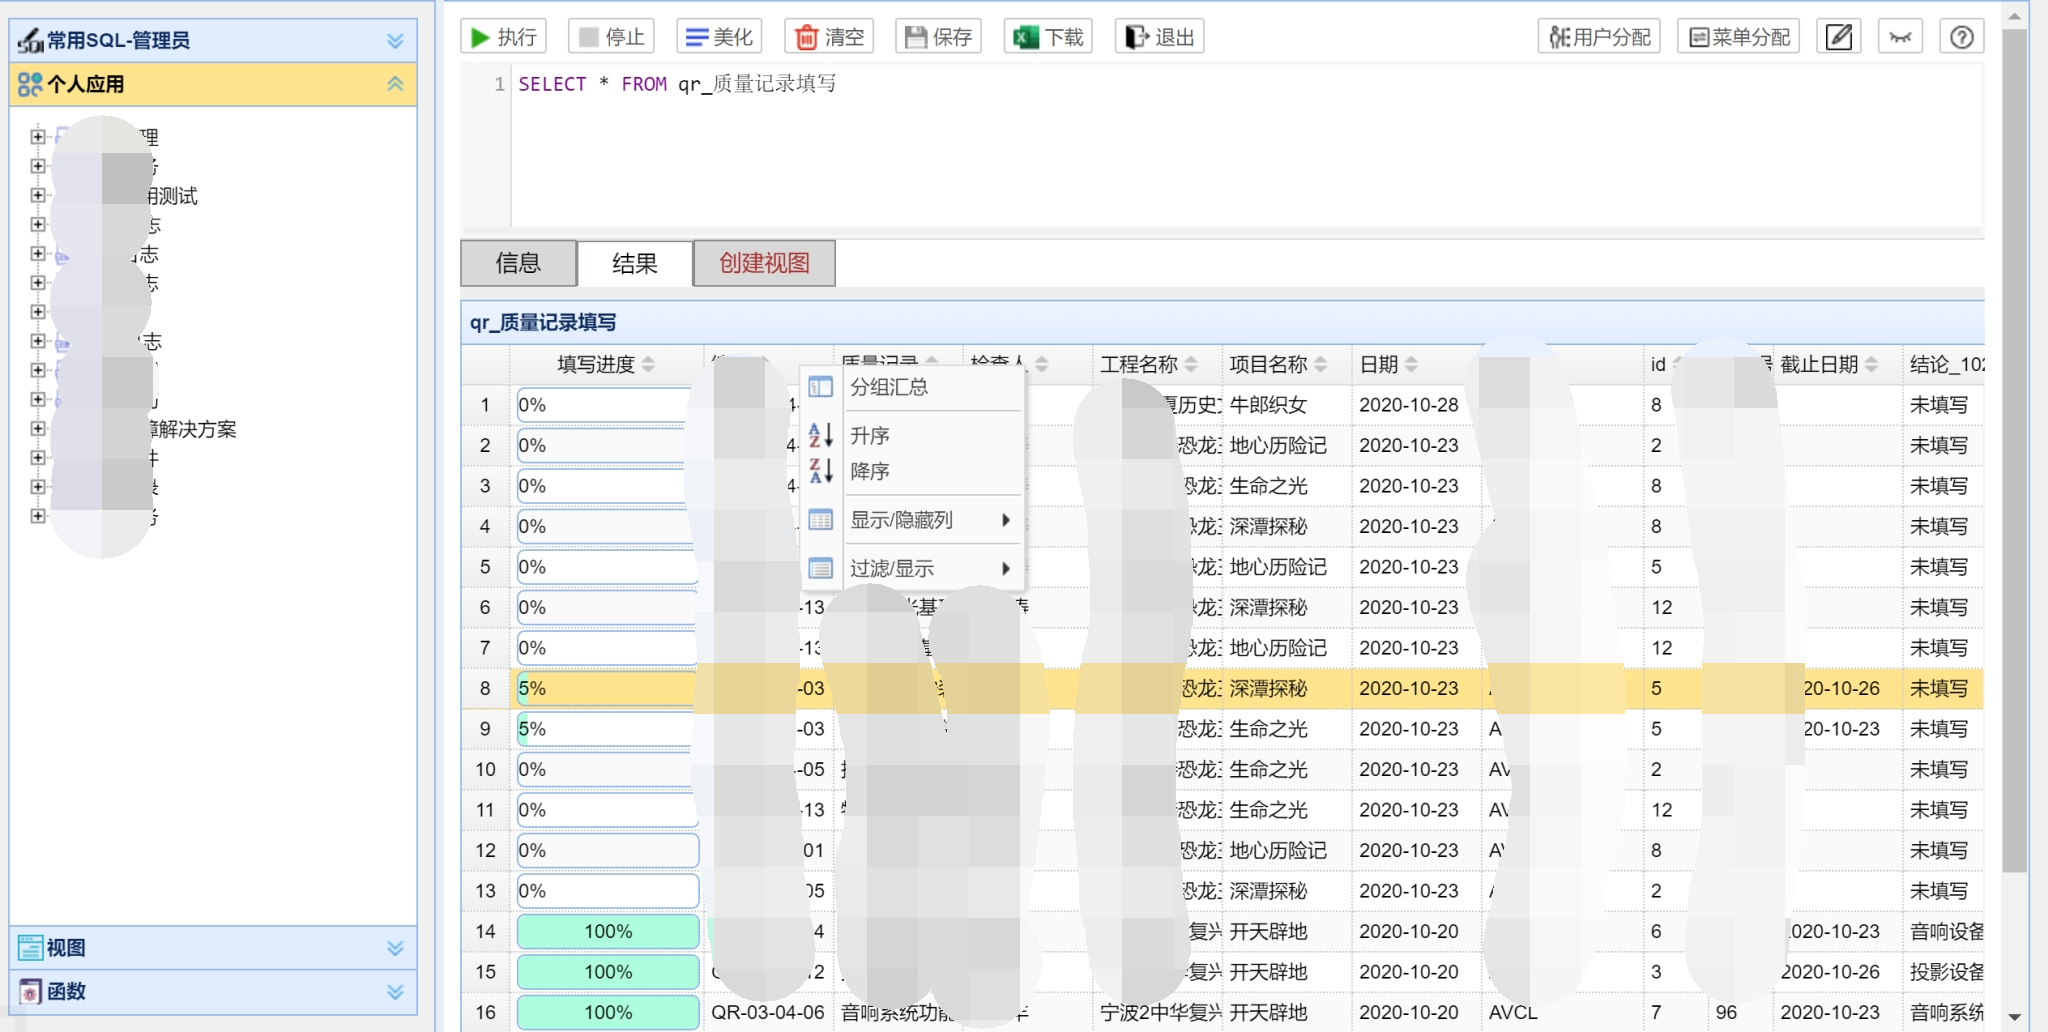 常用SQL-管理员
个人应用
理
用测试
志
志
志
志
解决方案
视图
函数
执行 停止 美化 清空 保存 下载 退出 用户分配 菜单分配
1 SELECT * FROM qr_质量记录填写
信息 结果 创建视图
qr_质量记录填写
填写进度 质量记录 检查人 工程名称 项目名称 日期 id 截止日期 结论_102
分组汇总
升序
降序
显示/隐藏列
过滤/显示
1 0% 历史 牛郎织女 2020-10-28 8 未填写
2 0% 恐龙 地心历险记 2020-10-23 2 未填写
3 0% 恐龙 生命之光 2020-10-23 8 未填写
4 0% 恐龙 深潭探秘 2020-10-23 8 未填写
5 0% 恐龙 地心历险记 2020-10-23 5 未填写
6 0% -13 恐龙 深潭探秘 2020-10-23 12 未填写
7 0% -13 恐龙 地心历险记 2020-10-23 12 未填写
8 5% -03 恐龙 深潭探秘 2020-10-23 5 20-10-26 未填写
9 5% -03 恐龙 生命之光 2020-10-23 A 5 20-10-23 未填写
10 0% -05 恐龙 生命之光 2020-10-23 AV 2 未填写
11 0% -13 恐龙 生命之光 2020-10-23 AV 12 未填写
12 0% 01 恐龙 地心历险记 2020-10-23 A 8 未填写
13 0% 05 恐龙 深潭探秘 2020-10-23 2 未填写
14 100% 4 复兴 开天辟地 2020-10-20 6 020-10-23 音响设备
15 100% 2 复兴 开天辟地 2020-10-20 3 2020-10-26 投影设备
16 100% QR-03-04-06 音响系统功能 宁波2中华复兴 开天辟地 2020-10-20 AVCL 7 96 2020-10-23 音响系统